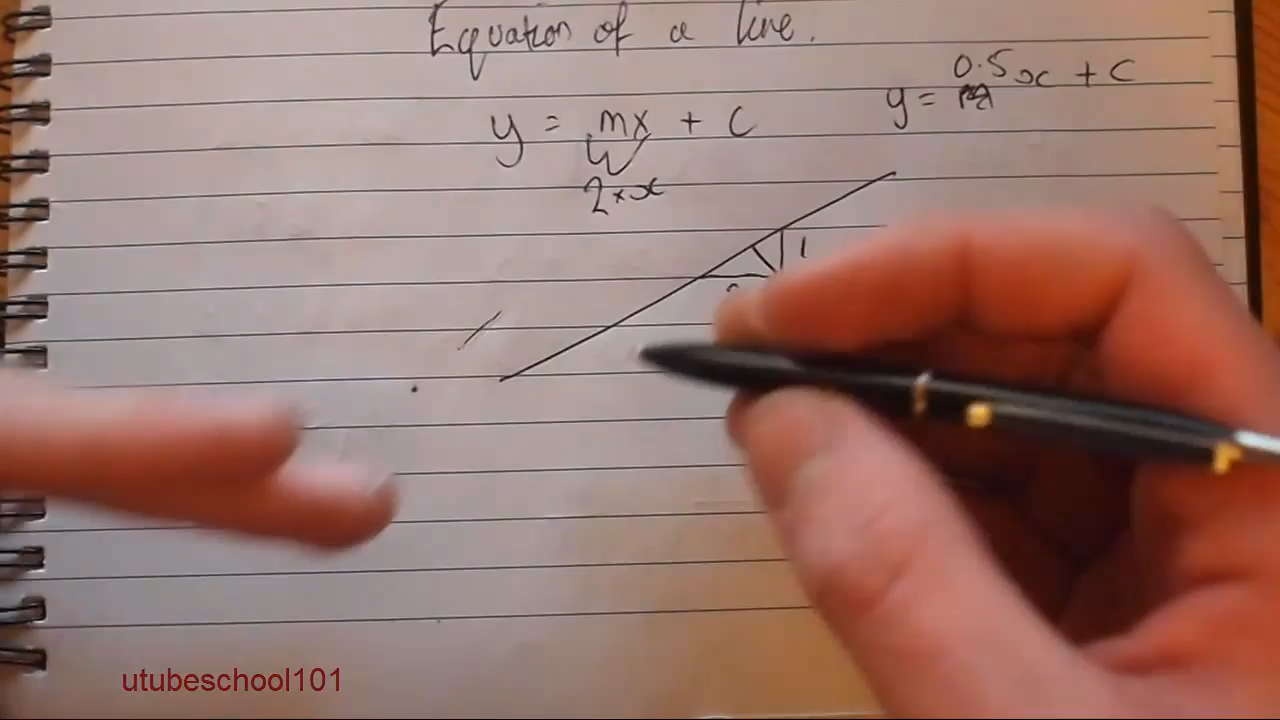 Equation of a line.
y = mx + c
2 × x
y = 0.5x + c
1
utubeschool101